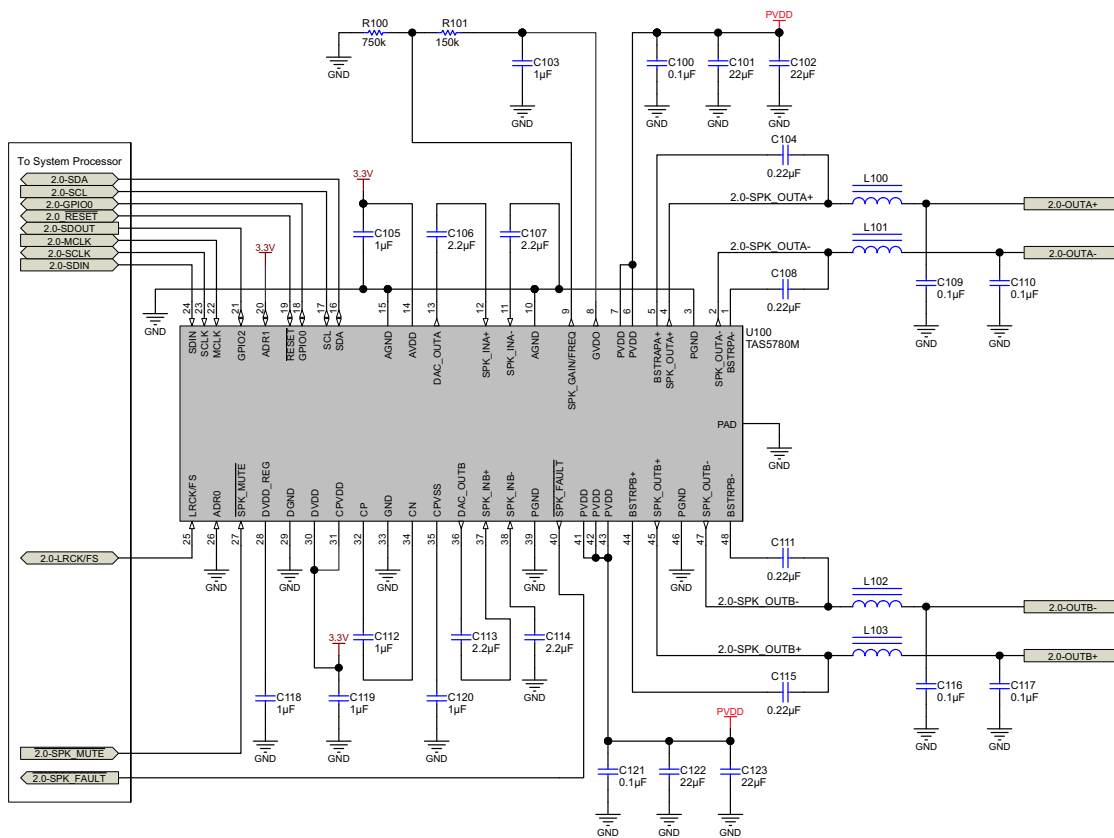 PVDD
R100
R101
750k
150k
GND
C103
1µF
GND
C100
0.1µF
GND
C101
22µF
GND
C102
22µF
GND
To System Processor
2.0-SDA
2.0-SCL
2.0-GPIO0
2.0_RESET
2.0-SDOUT
2.0-MCLK
2.0-SCLK
2.0-SDIN
3.3V
3.3V
C105
1µF
C106
2.2µF
C107
2.2µF
C104
0.22µF
2.0-SPK_OUTA+
L100
2.0-OUTA+
2.0-SPK_OUTA-
L101
2.0-OUTA-
C108
0.22µF
C109
0.1µF
GND
C110
0.1µF
GND
GND
24
23
22
21
20
19
18
17
16
15
14
13
12
11
10
9
8
7
6
5
4
3
2
1
U100
TAS5780M
SDIN
SCLK
MCLK
GPIO2
ADR1
RESET
GPIO0
SCL
SDA
AGND
AVDD
DAC_OUTA
SPK_INA+
SPK_INA-
AGND
SPK_GAIN/FREQ
GVDO
PVDD
PVDD
BSTRAPA+
SPK_OUTA+
PGND
SPK_OUTA-
BSTRPA-
PAD
GND
LRCK/FS
ADR0
SPK_MUTE
DVDD_REG
DGND
DVDD
CPVDD
CP
GND
CN
CPVSS
DAC_OUTB
SPK_INB+
SPK_INB-
PGND
SPK_FAULT
PVDD
PVDD
PVDD
BSTRPB+
SPK_OUTB+
PGND
SPK_OUTB-
BSTRPB-
25
26
27
28
29
30
31
32
33
34
35
36
37
38
39
40
41
42
43
44
45
46
47
48
2.0-LRCK/FS
GND
GND
GND
GND
GND
C111
0.22µF
2.0-SPK_OUTB-
L102
2.0-OUTB-
2.0-SPK_OUTB+
L103
2.0-OUTB+
C112
1µF
C113
2.2µF
C114
2.2µF
GND
3.3V
C115
0.22µF
C116
0.1µF
GND
C117
0.1µF
GND
C118
1µF
GND
C119
1µF
GND
C120
1µF
GND
PVDD
2.0-SPK_MUTE
2.0-SPK_FAULT
C121
0.1µF
GND
C122
22µF
GND
C123
22µF
GND